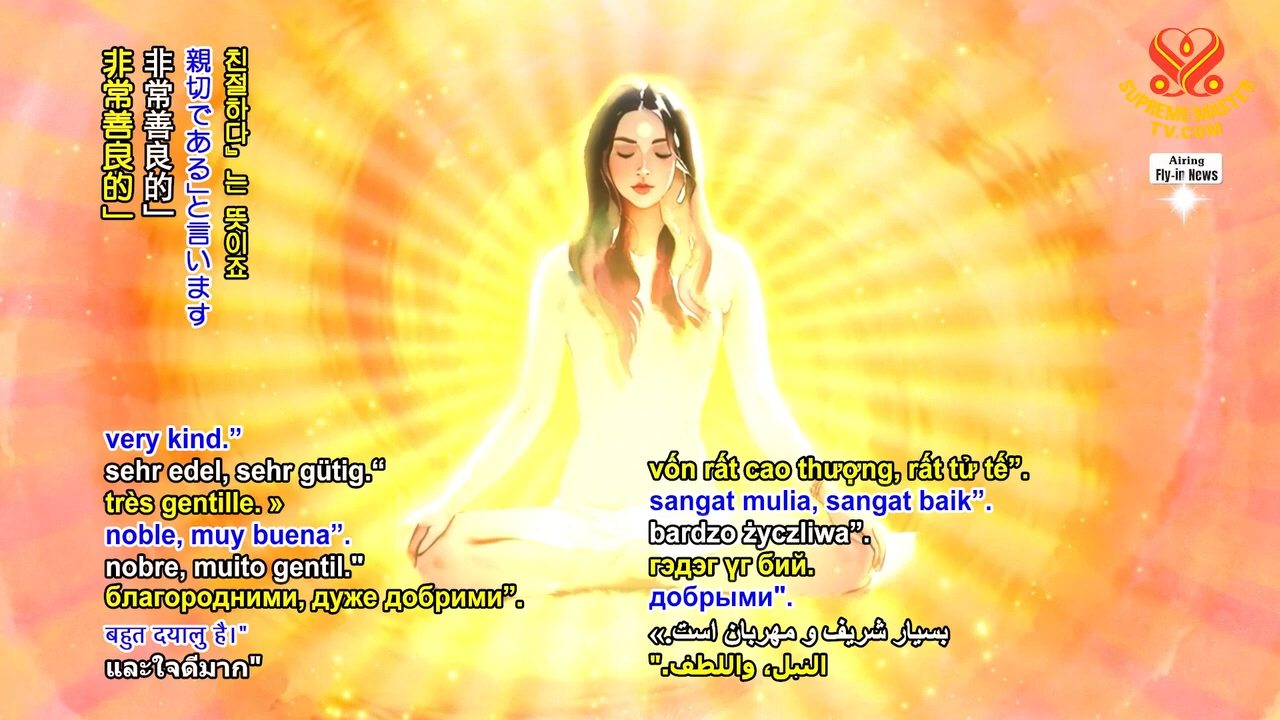 非常善良的」
非常善良的」
親切である」と言います
친절하다』는 뜻이죠
SUPREME MASTER
TV.COM
Airing
Fly-in News
very kind.”
sehr edel, sehr gütig.“
très gentille. »
noble, muy buena”.
nobre, muito gentil."
благородними, дуже добрими”.
बहुत दयालु है।"
และใจดีมาก"
vốn rất cao thượng, rất tử tế”.
sangat mulia, sangat baik”.
bardzo życzliwa”.
гэдэг үг бий.
добрыми".
بسیار شریف و مهربان است.»
النبل، واللطف."